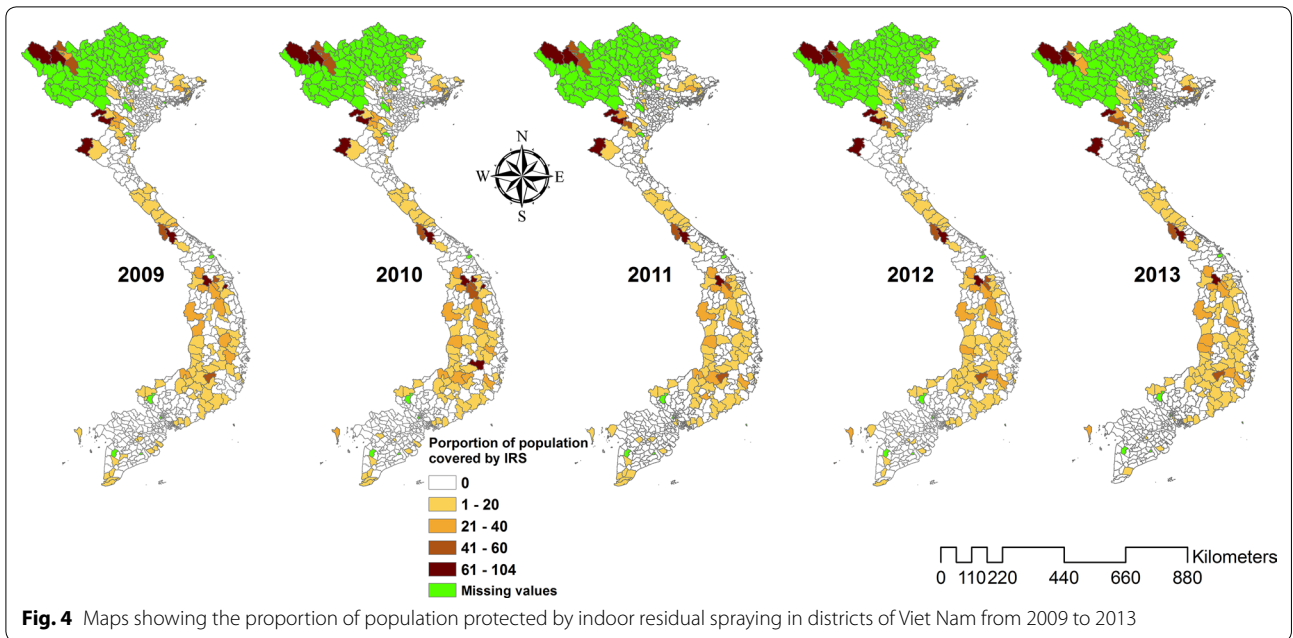 N
W E
S
2009
2010
2011
2012
2013
Porportion of population
covered by IRS
0
1 - 20
21 - 40
41 - 60
61 - 104
Missing values
Kilometers
0 110 220 440 660 880
Fig. 4 Maps showing the proportion of population protected by indoor residual spraying in districts of Viet Nam from 2009 to 2013